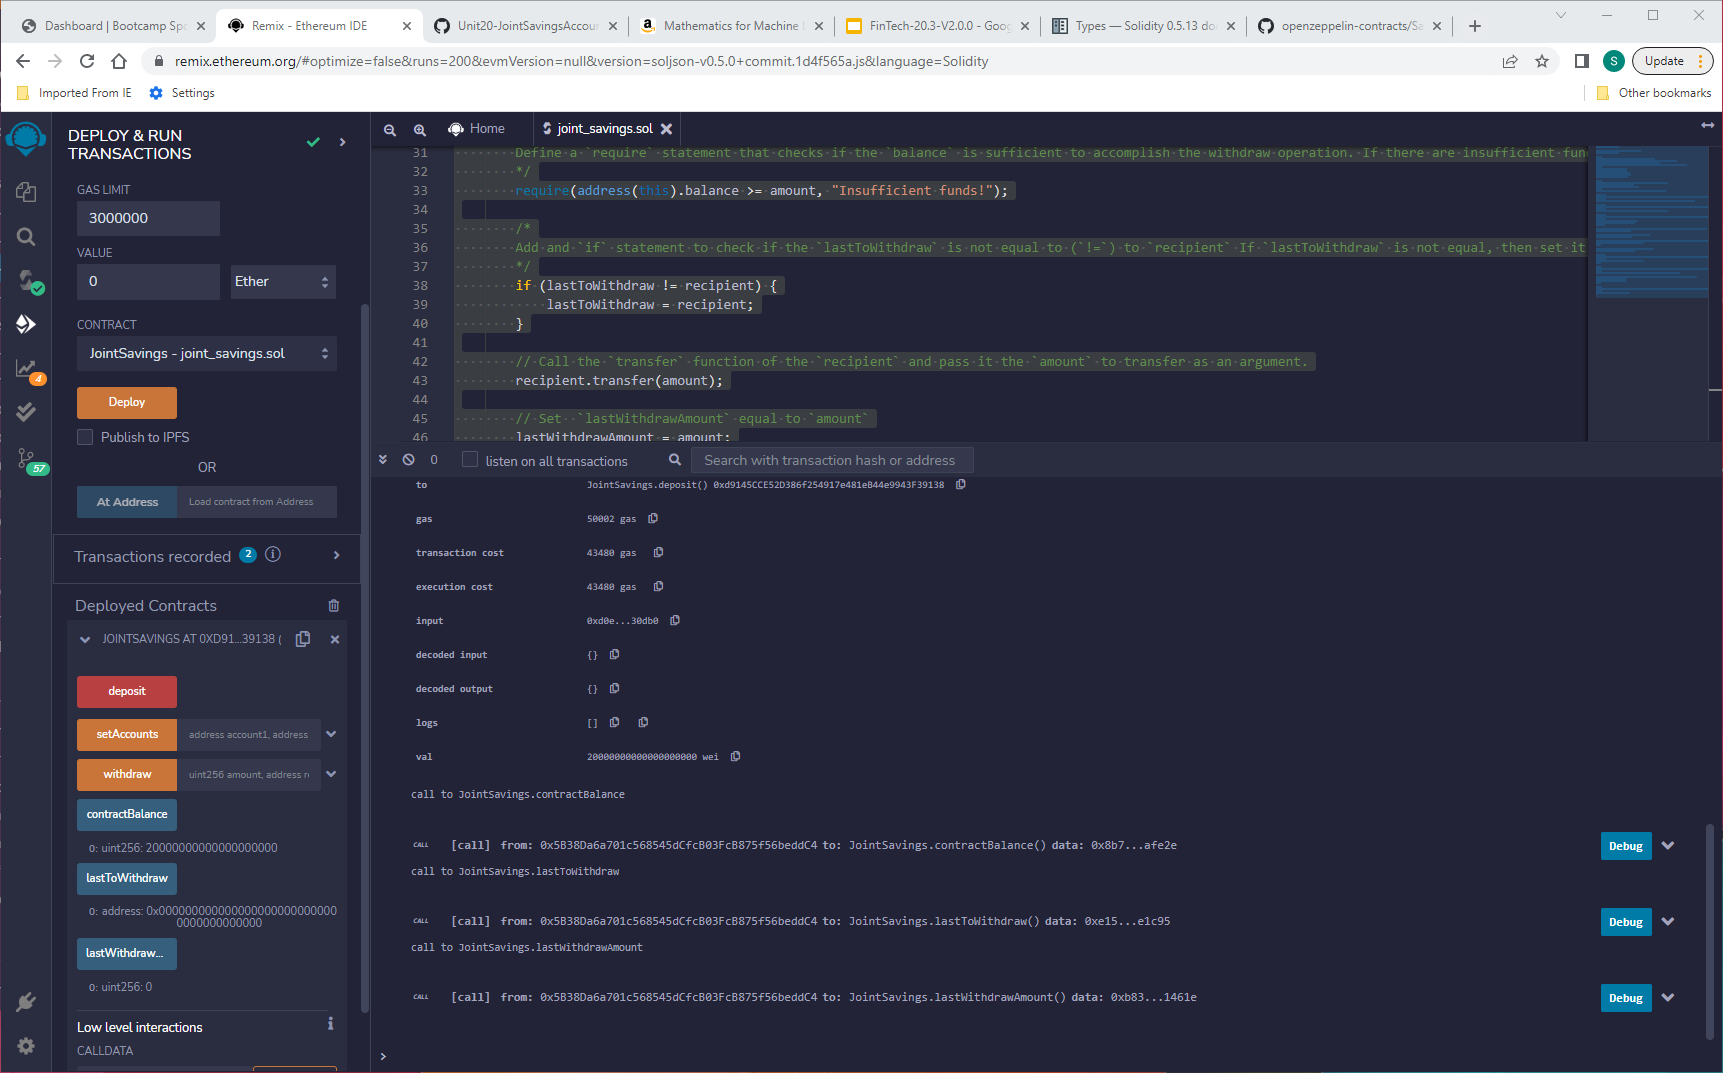 Dashboard | Bootcamp Spo
Remix - Ethereum IDE
Unit20-JointSavingsAccoun
Mathematics for Machine L
FinTech-20.3-V2.0.0 - Goog
Types — Solidity 0.5.13 do
openzeppelin-contracts/Sa
remix.ethereum.org/#optimize=false&runs=200&evmVersion=null&version=soljson-v0.5.0+commit.1d4f565a.js&language=Solidity
S
Update
Imported From IE
Settings
Other bookmarks
DEPLOY & RUN
TRANSACTIONS
GAS LIMIT
3000000
VALUE
0
Ether
CONTRACT
JointSavings - joint_savings.sol
4
Deploy
Publish to IPFS
57
OR
At Address
Load contract from Address
Transactions recorded 2
Deployed Contracts
JOINTSAVINGS AT 0XD91...39138 (
deposit
setAccounts
address account1, address
withdraw
uint256 amount, address re
contractBalance
0: uint256: 20000000000000000000
lastToWithdraw
0: address: 0x000000000000000000000000000
0000000000000
lastWithdraw...
0: uint256: 0
Low level interactions
CALLDATA
Home
joint_savings.sol
31 Define a `require` statement that checks if the `balance` is sufficient to accomplish the withdraw operation. If there are insufficient fun
32 */
33 require(address(this).balance >= amount, "Insufficient funds!");
34
35 /*
36 Add and `if` statement to check if the `lastToWithdraw` is not equal to (`!=`) to `recipient` If `lastToWithdraw` is not equal, then set it
37 */
38 if (lastToWithdraw != recipient) {
39 lastToWithdraw = recipient;
40 }
41
42 // Call the `transfer` function of the `recipient` and pass it the `amount` to transfer as an argument.
43 recipient.transfer(amount);
44
45 // Set  `lastWithdrawAmount` equal to `amount`
46 lastWithdrawAmount = amount;
0
listen on all transactions
Search with transaction hash or address
to JointSavings.deposit() 0xd9145CCE52D386f254917e481eB44e9943F39138
gas 50002 gas
transaction cost 43480 gas
execution cost 43480 gas
input 0xd0e...30db0
decoded input {}
decoded output {}
logs []
val 20000000000000000000 wei
call to JointSavings.contractBalance
CALL [call] from: 0x5B38Da6a701c568545dCfcB03FcB875f56beddC4 to: JointSavings.contractBalance() data: 0x8b7...afe2e
Debug
call to JointSavings.lastToWithdraw
CALL [call] from: 0x5B38Da6a701c568545dCfcB03FcB875f56beddC4 to: JointSavings.lastToWithdraw() data: 0xe15...e1c95
Debug
call to JointSavings.lastWithdrawAmount
CALL [call] from: 0x5B38Da6a701c568545dCfcB03FcB875f56beddC4 to: JointSavings.lastWithdrawAmount() data: 0xb83...1461e
Debug
>